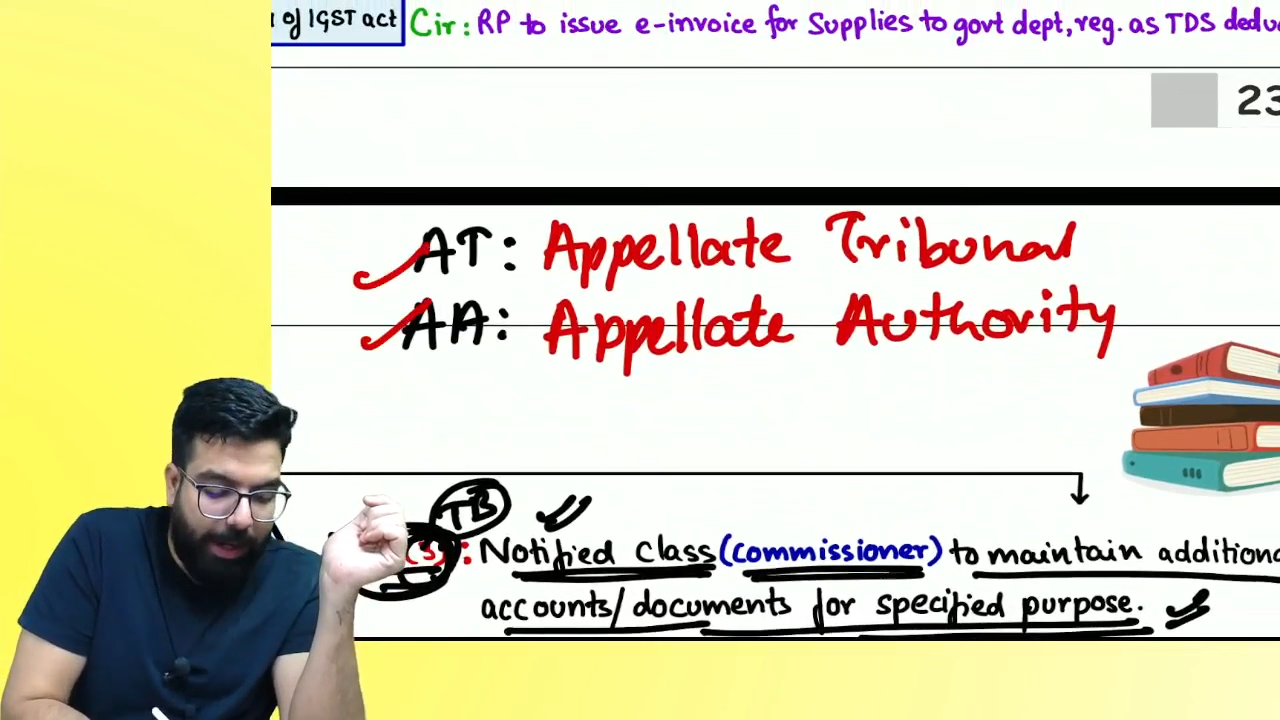 of IGST act
Cir: RP to issue e-invoice for Supplies to govt dept, reg. as TDS
23
AT: Appellate Tribunal
AA: Appellate Authority
TB
(3): Notified Class (commissioner) to maintain
accounts/documents for specified purpose.